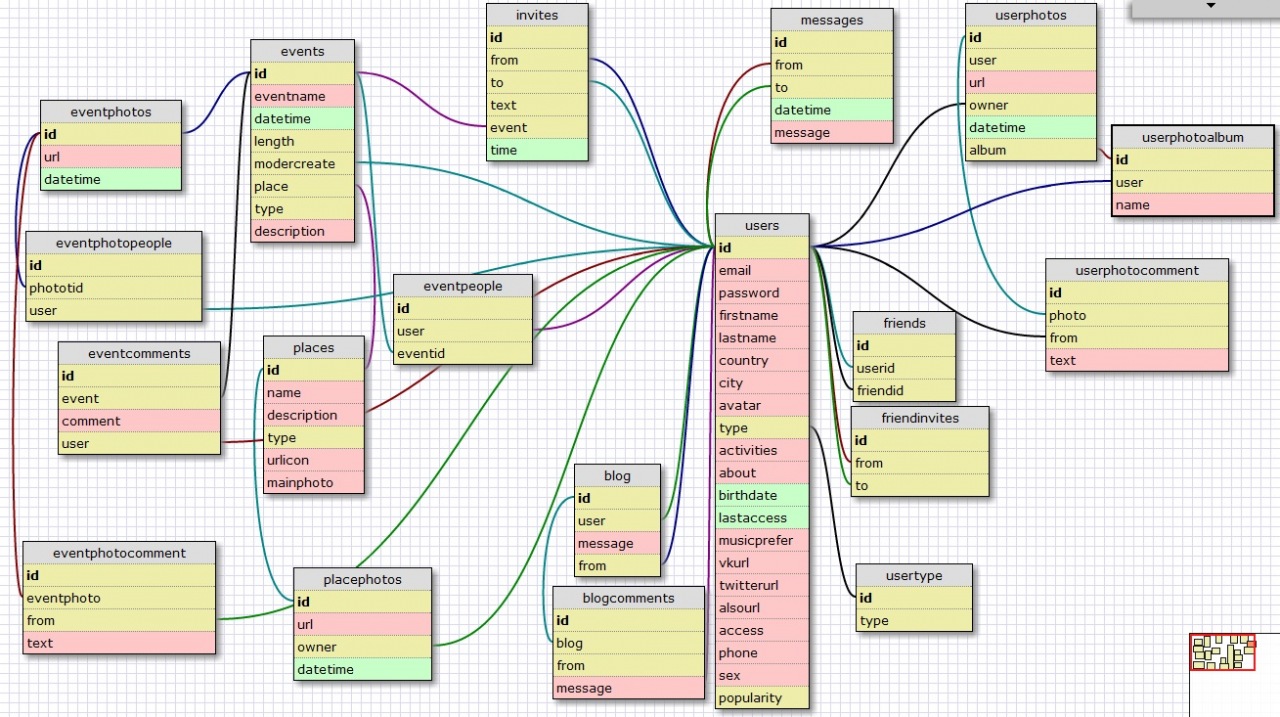 invites
id
from
to
text
event
time
messages
id
from
to
datetime
message
userphotos
id
user
url
owner
datetime
album
events
id
eventname
datetime
length
modercreate
place
type
description
eventphotos
id
url
datetime
userphotoalbum
id
user
name
eventphotopeople
id
phototid
user
users
id
email
password
firstname
lastname
country
city
avatar
type
activities
about
birthdate
lastaccess
musicprefer
vkurl
twitterurl
alsourl
access
phone
sex
popularity
userphotocomment
id
photo
from
text
eventpeople
id
user
eventid
friends
id
userid
friendid
eventcomments
id
event
comment
user
places
id
name
description
type
urlicon
mainphoto
friendinvites
id
from
to
blog
id
user
message
from
eventphotocomment
id
eventphoto
from
text
placephotos
id
url
owner
datetime
blogcomments
id
blog
from
message
usertype
id
type